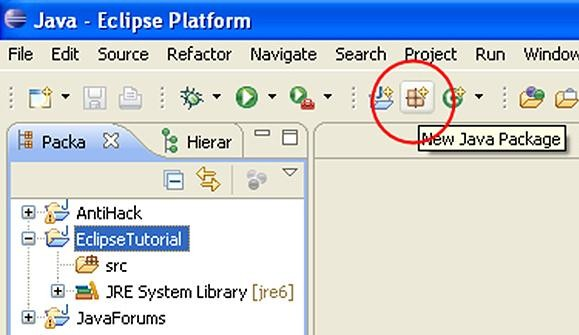 Java - Eclipse Platform
File Edit Source Refactor Navigate Search Project Run Window
New Java Package
Packa Hierar
AntiHack
EclipseTutorial
src
JRE System Library [jre6]
JavaForums